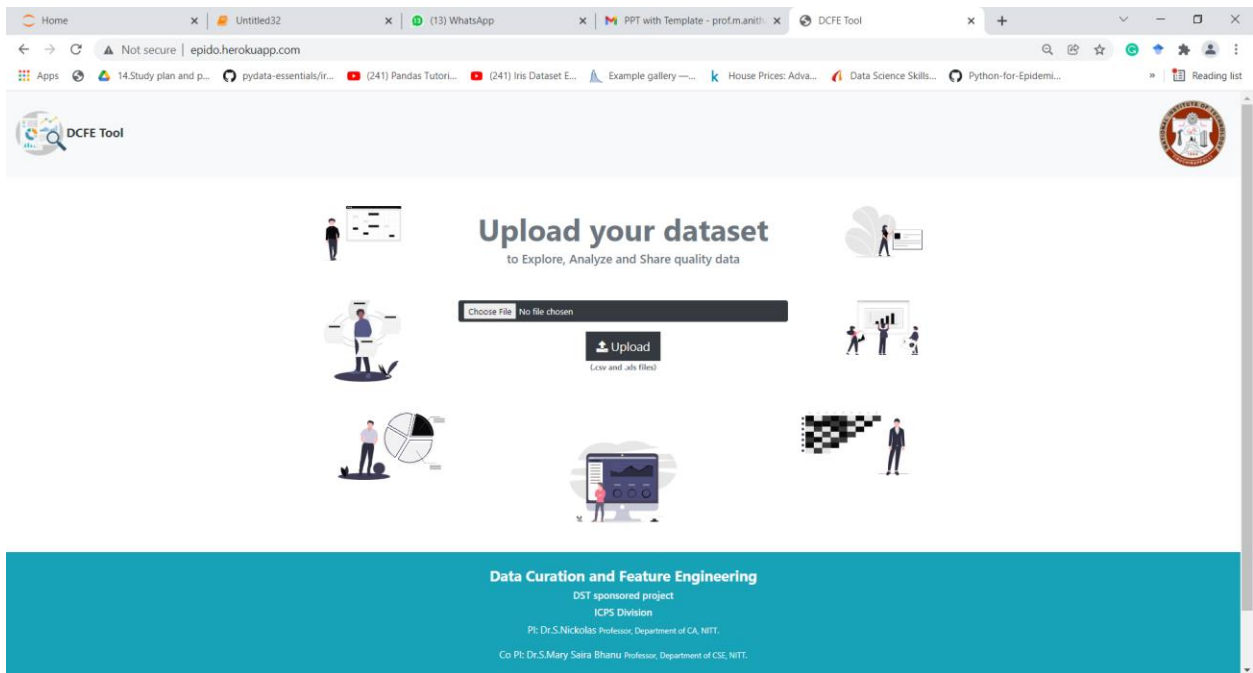 Home
Untitled32
(13) WhatsApp
PPT with Template - prof.m.anith
DCFE Tool
Not secure | epido.herokuapp.com
Apps
14.Study plan and p...
pydata-essentials/ir...
(241) Pandas Tutori...
(241) Iris Dataset E...
Example gallery —...
House Prices: Adva...
Data Science Skills...
Python-for-Epidemi...
»
Reading list
DCFE Tool
Upload your dataset
to Explore, Analyze and Share quality data
Choose File No file chosen
Upload
(.csv and .xls files)
Data Curation and Feature Engineering
DST sponsored project
ICPS Division
PI: Dr.S.Nickolas Professor, Department of CA, NITT.
Co PI: Dr.S.Mary Saira Bhanu Professor, Department of CSE, NITT.